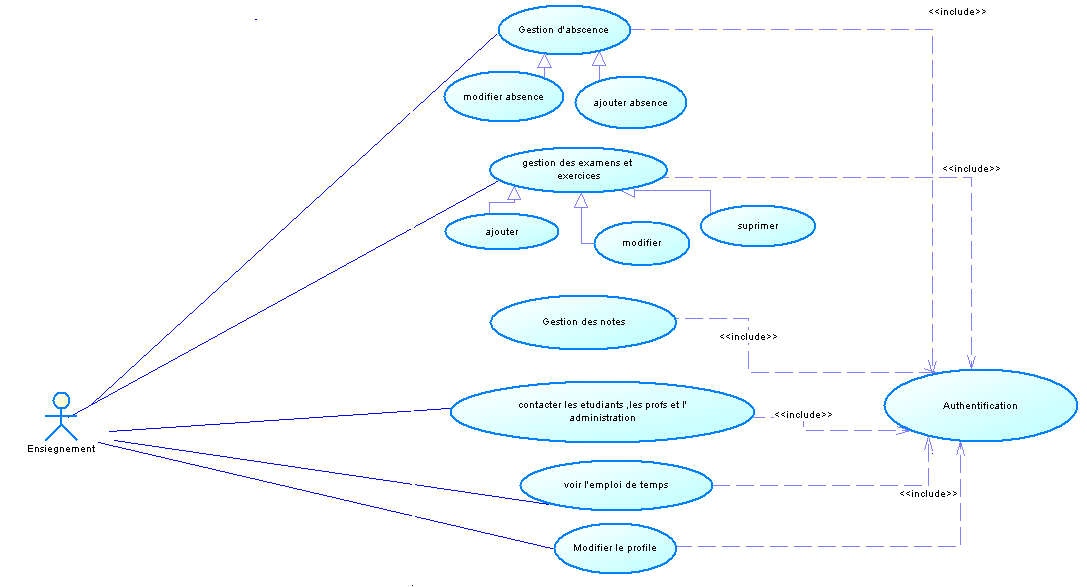 <<include>>
Gestion d'abscence
modifier absence
ajouter absence
gestion des examens et
exercices
<<include>>
ajouter
modifier
suprimer
Gestion des notes
<<include>>
contacter les etudiants ,les profs et l'
administration
<<include>>
Authentification
Ensiegnement
voir l'emploi de temps
<<include>>
Modifier le profile